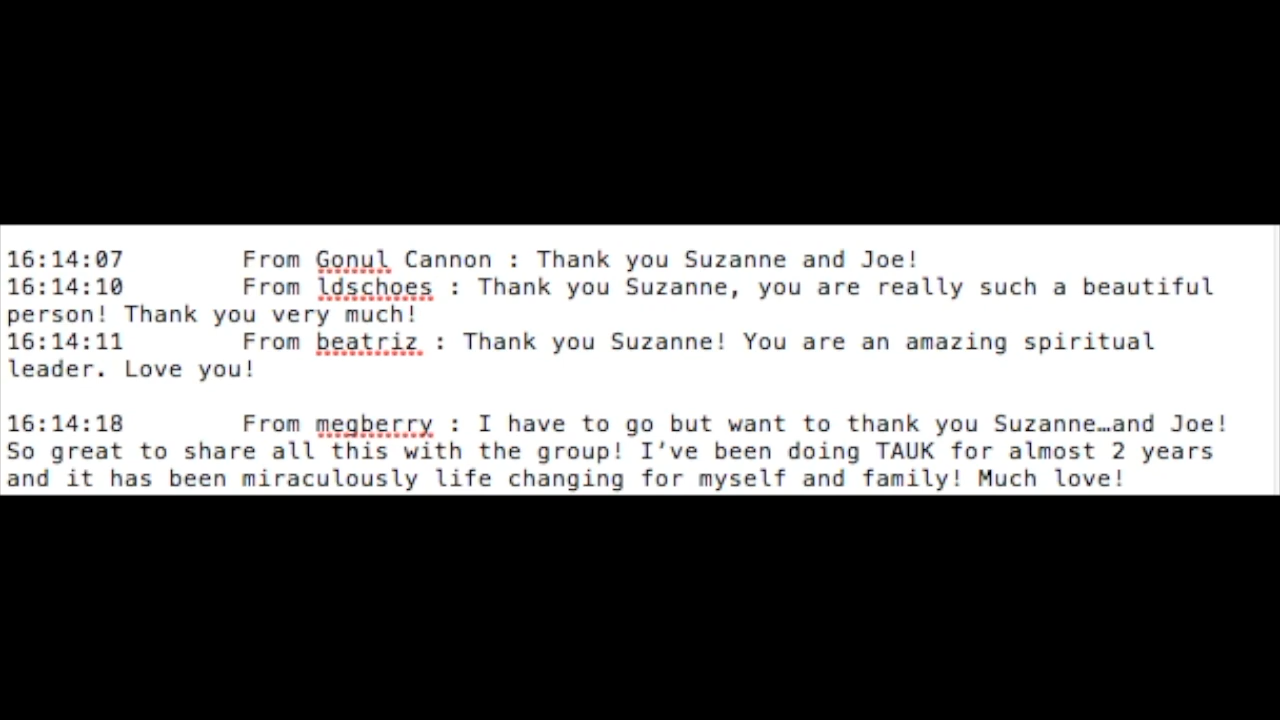 16:14:07 From Gonul Cannon : Thank you Suzanne and Joe!
16:14:10 From ldschoes : Thank you Suzanne, you are really such a beautiful
person! Thank you very much!
16:14:11 From beatriz : Thank you Suzanne! You are an amazing spiritual
leader. Love you!
16:14:18 From megberry : I have to go but want to thank you Suzanne…and Joe!
So great to share all this with the group! I’ve been doing TAUK for almost 2 years
and it has been miraculously life changing for myself and family! Much love!